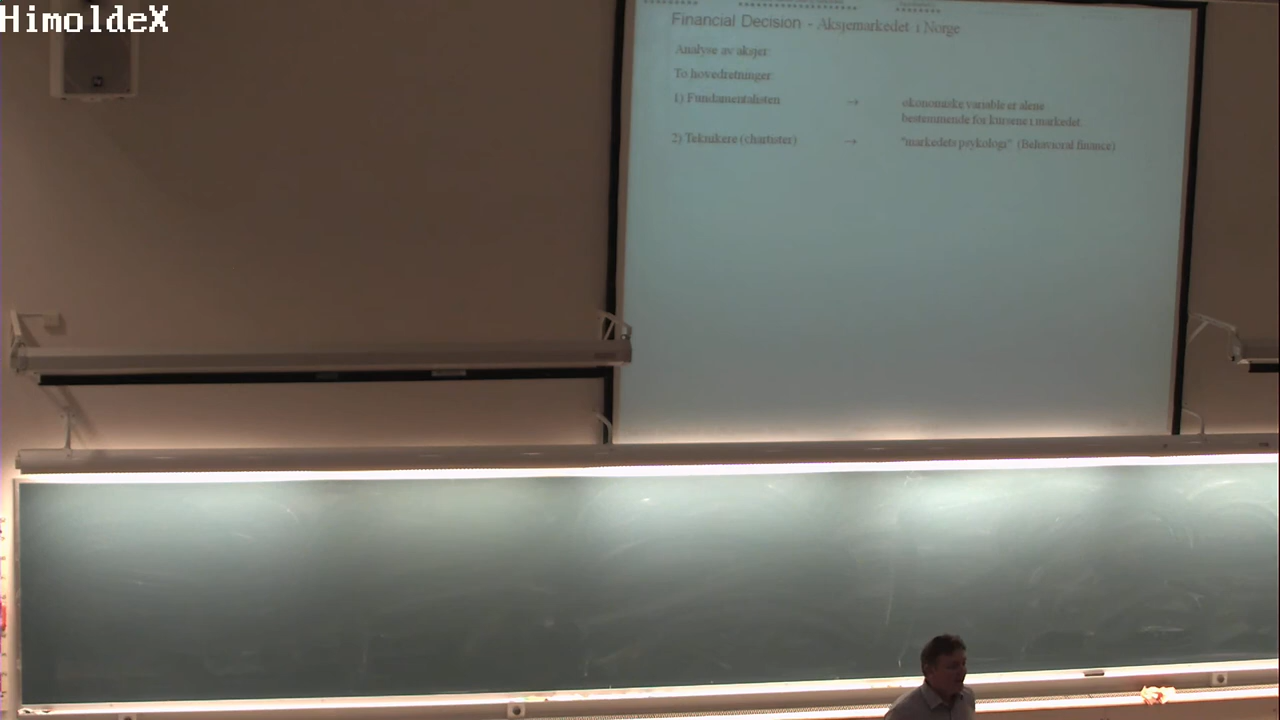 HimoldeX
Financial Decision - Aksjemarkedet i Norge
Analyse av aksjer:
To hovedretninger:
1) Fundamentalisten → økonomiske variable er alene
bestemmende for kursene i markedet.
2) Teknikere (chartister) → "markedets psykologi" (Behavioral finance)